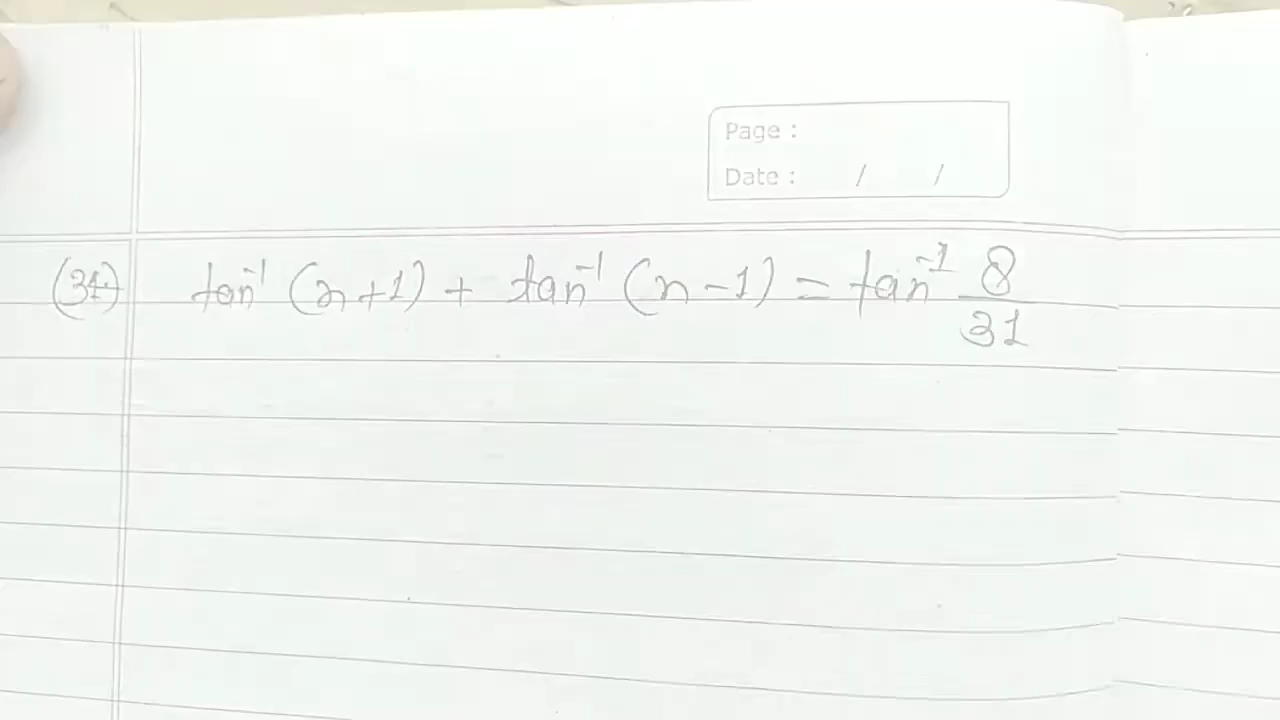 Page :
Date : / /
(34) tan⁻¹ (x+1) + tan⁻¹ (x-1) = tan⁻¹ 8/31